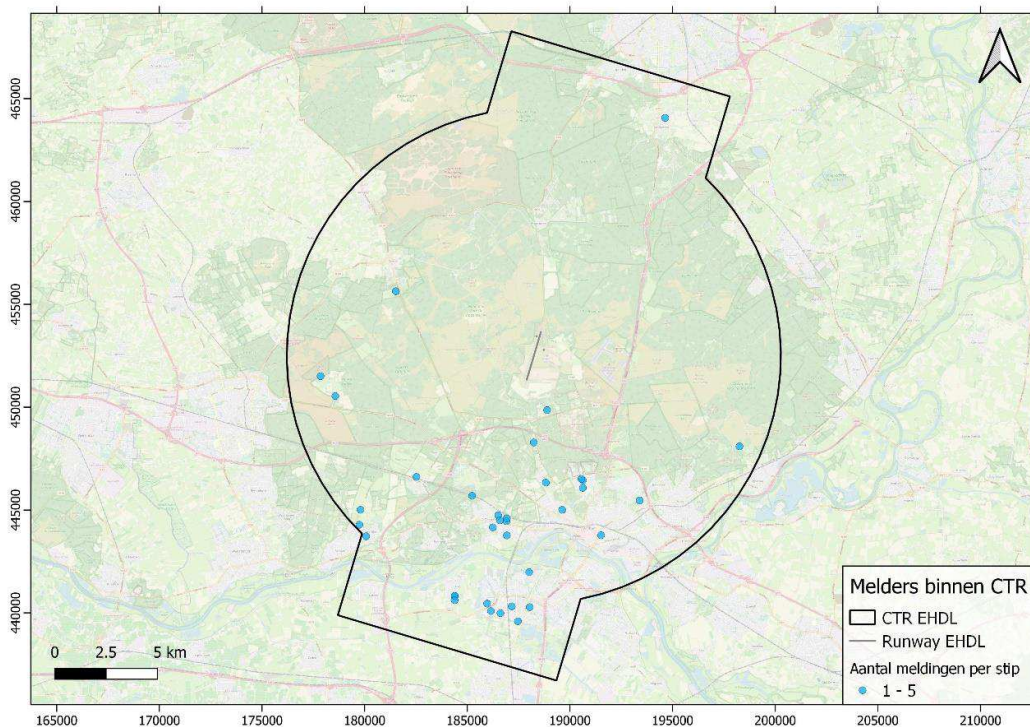 465000
460000
455000
450000
445000
440000
0 2.5 5 km
Melders binnen CTR
CTR EHDL
Runway EHDL
Aantal meldingen per stip
1 - 5
165000 170000 175000 180000 185000 190000 195000 200000 205000 210000